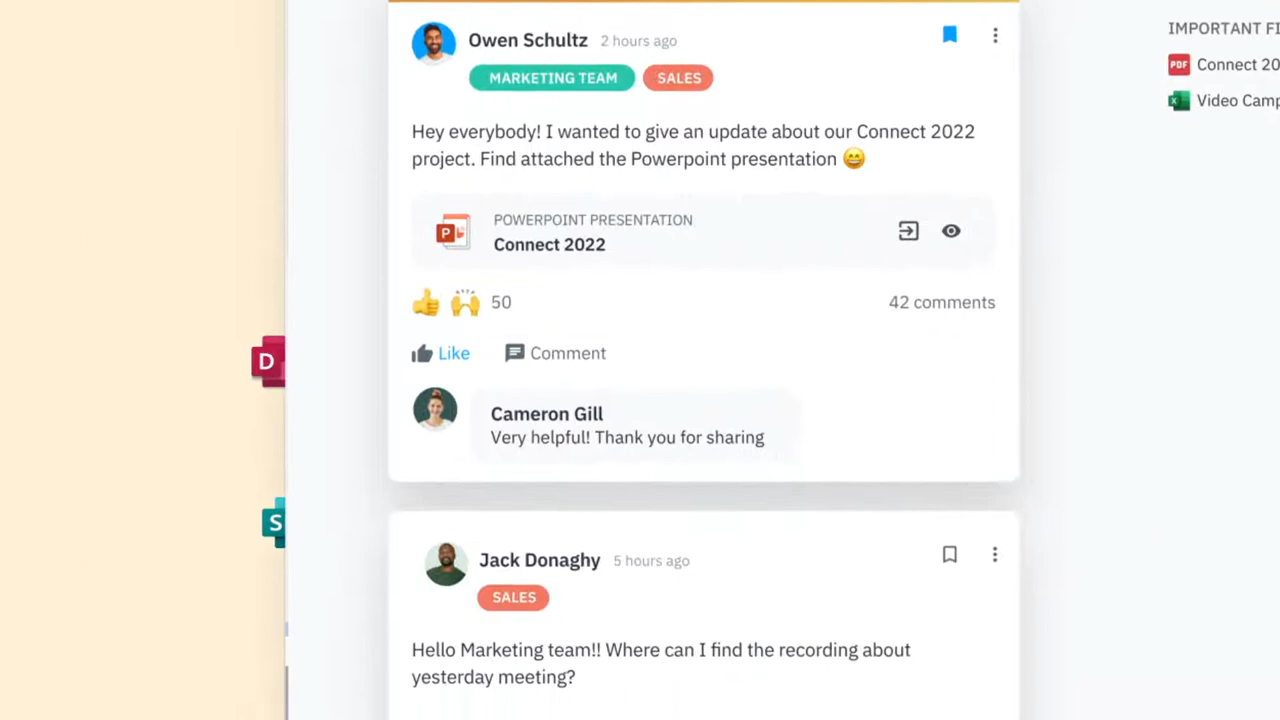 Owen Schultz 2 hours ago
MARKETING TEAM SALES
Hey everybody! I wanted to give an update about our Connect 2022
project. Find attached the Powerpoint presentation
P POWERPOINT PRESENTATION
Connect 2022
50 42 comments
Like Comment
Cameron Gill
Very helpful! Thank you for sharing
Jack Donaghy 5 hours ago
SALES
Hello Marketing team!! Where can I find the recording about
yesterday meeting?
D
S
IMPORTANT FI
PDF Connect 20
X Video Camp